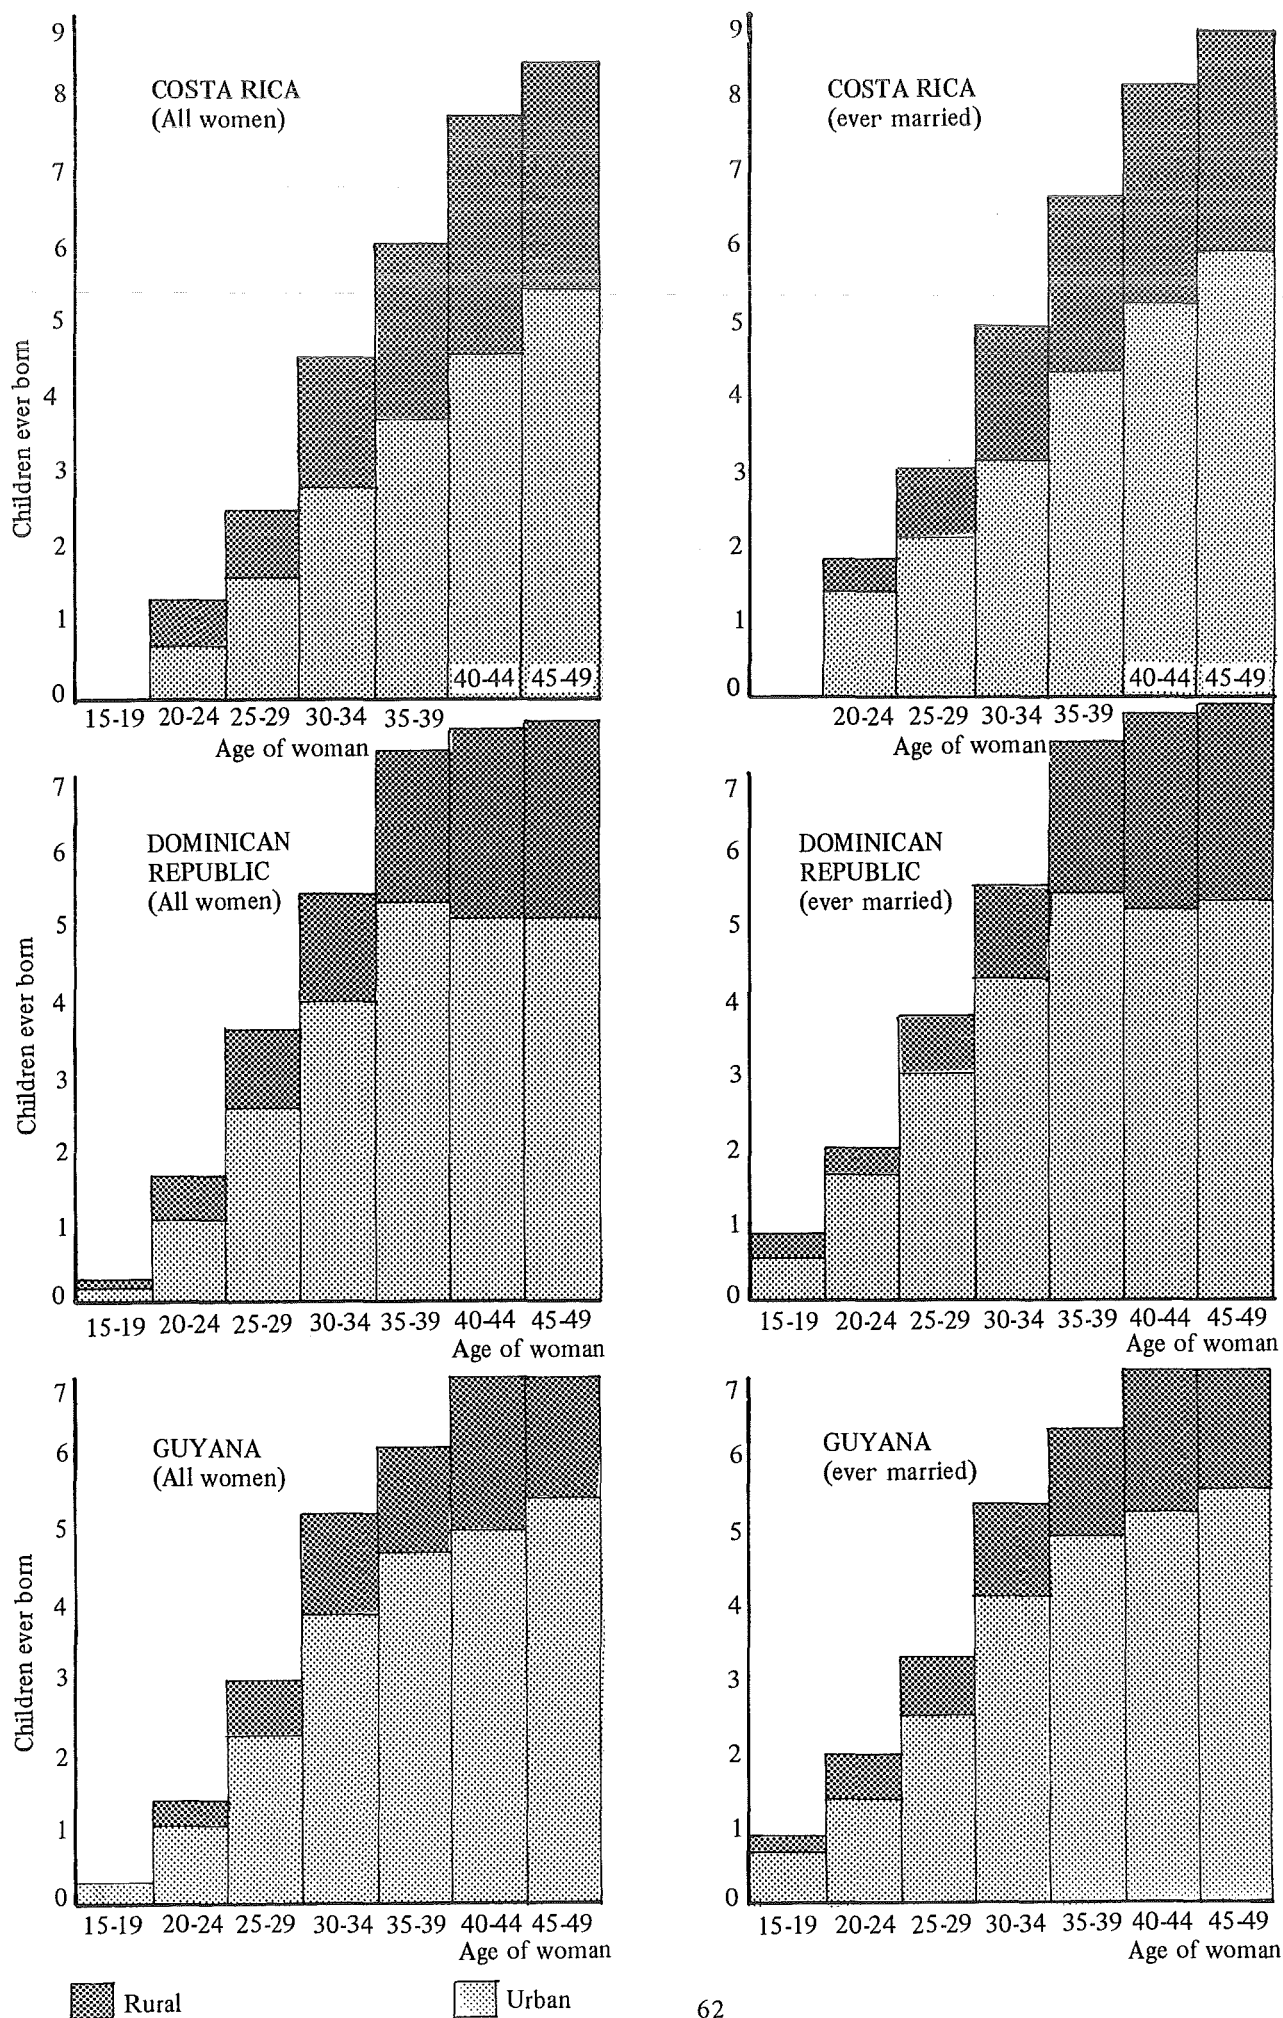 9
8
7
6
5
4
3
2
1
0
Children ever born
COSTA RICA
(All women)
40-44 45-49
15-19 20-24 25-29 30-34 35-39
Age of woman
9
8
7
6
5
4
3
2
1
0
COSTA RICA
(ever married)
40-44 45-49
20-24 25-29 30-34 35-39
Age of woman
7
6
5
4
3
2
1
0
Children ever born
DOMINICAN
REPUBLIC
(All women)
15-19 20-24 25-29 30-34 35-39 40-44 45-49
Age of woman
7
6
5
4
3
2
1
0
DOMINICAN
REPUBLIC
(ever married)
15-19 20-24 25-29 30-34 35-39 40-44 45-49
Age of woman
7
6
5
4
3
2
1
0
Children ever born
GUYANA
(All women)
15-19 20-24 25-29 30-34 35-39 40-44 45-49
Age of woman
7
6
5
4
3
2
1
0
GUYANA
(ever married)
15-19 20-24 25-29 30-34 35-39 40-44 45-49
Age of woman
Rural
Urban
62